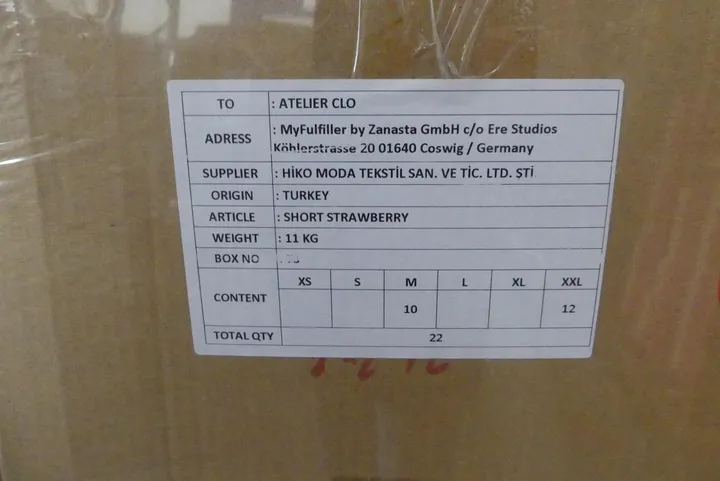 TO : ATELIER CLO
ADRESS : MyFulfiller by Zanasta GmbH c/o Ere Studios
Köhlerstrasse 20 01640 Coswig / Germany
SUPPLIER : HİKO MODA TEKSTİL SAN. VE TİC. LTD. ŞTİ
ORIGIN : TURKEY
ARTICLE : SHORT STRAWBERRY
WEIGHT : 11 KG
BOX NO :
XS S M L XL XXL
CONTENT 10 12
TOTAL QTY 22